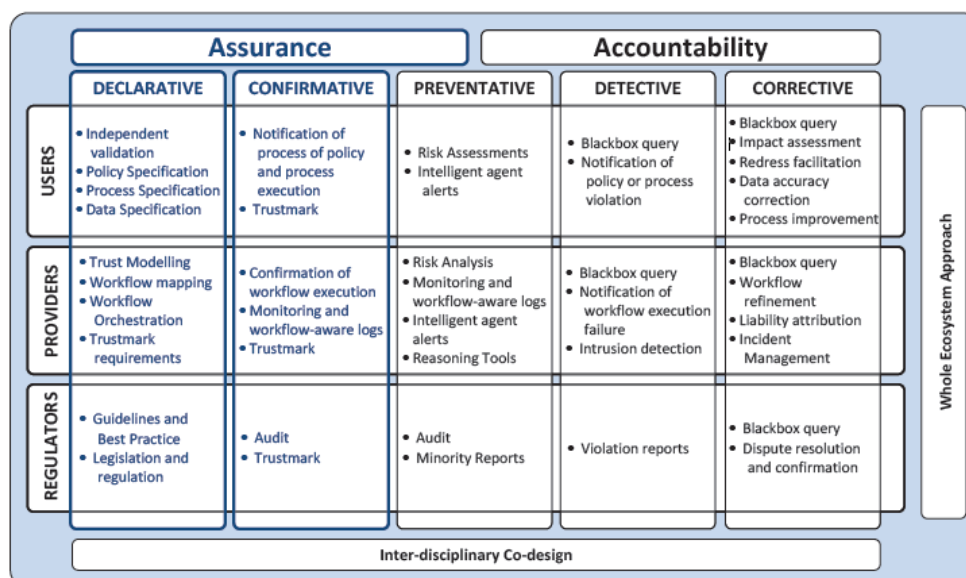 Assurance
Accountability
DECLARATIVE
CONFIRMATIVE
PREVENTATIVE
DETECTIVE
CORRECTIVE
USERS
• Independent
validation
• Policy Specification
• Process Specification
• Data Specification
• Notification of
process of policy
and process
execution
• Trustmark
• Risk Assessments
• Intelligent agent
alerts
• Blackbox query
• Notification of
policy or process
violation
• Blackbox query
• Impact assessment
• Redress facilitation
• Data accuracy
correction
• Process improvement
PROVIDERS
• Trust Modelling
• Workflow mapping
• Workflow
Orchestration
• Trustmark
requirements
• Confirmation of
workflow execution
• Monitoring and
workflow-aware logs
• Trustmark
• Risk Analysis
• Monitoring and
workflow-aware logs
• Intelligent agent
alerts
• Reasoning Tools
• Blackbox query
• Notification of
workflow execution
failure
• Intrusion detection
• Blackbox query
• Workflow
refinement
• Liability attribution
• Incident
Management
REGULATORS
• Guidelines and
Best Practice
• Legislation and
regulation
• Audit
• Trustmark
• Audit
• Minority Reports
• Violation reports
• Blackbox query
• Dispute resolution
and confirmation
Whole Ecosystem Approach
Inter-disciplinary Co-design